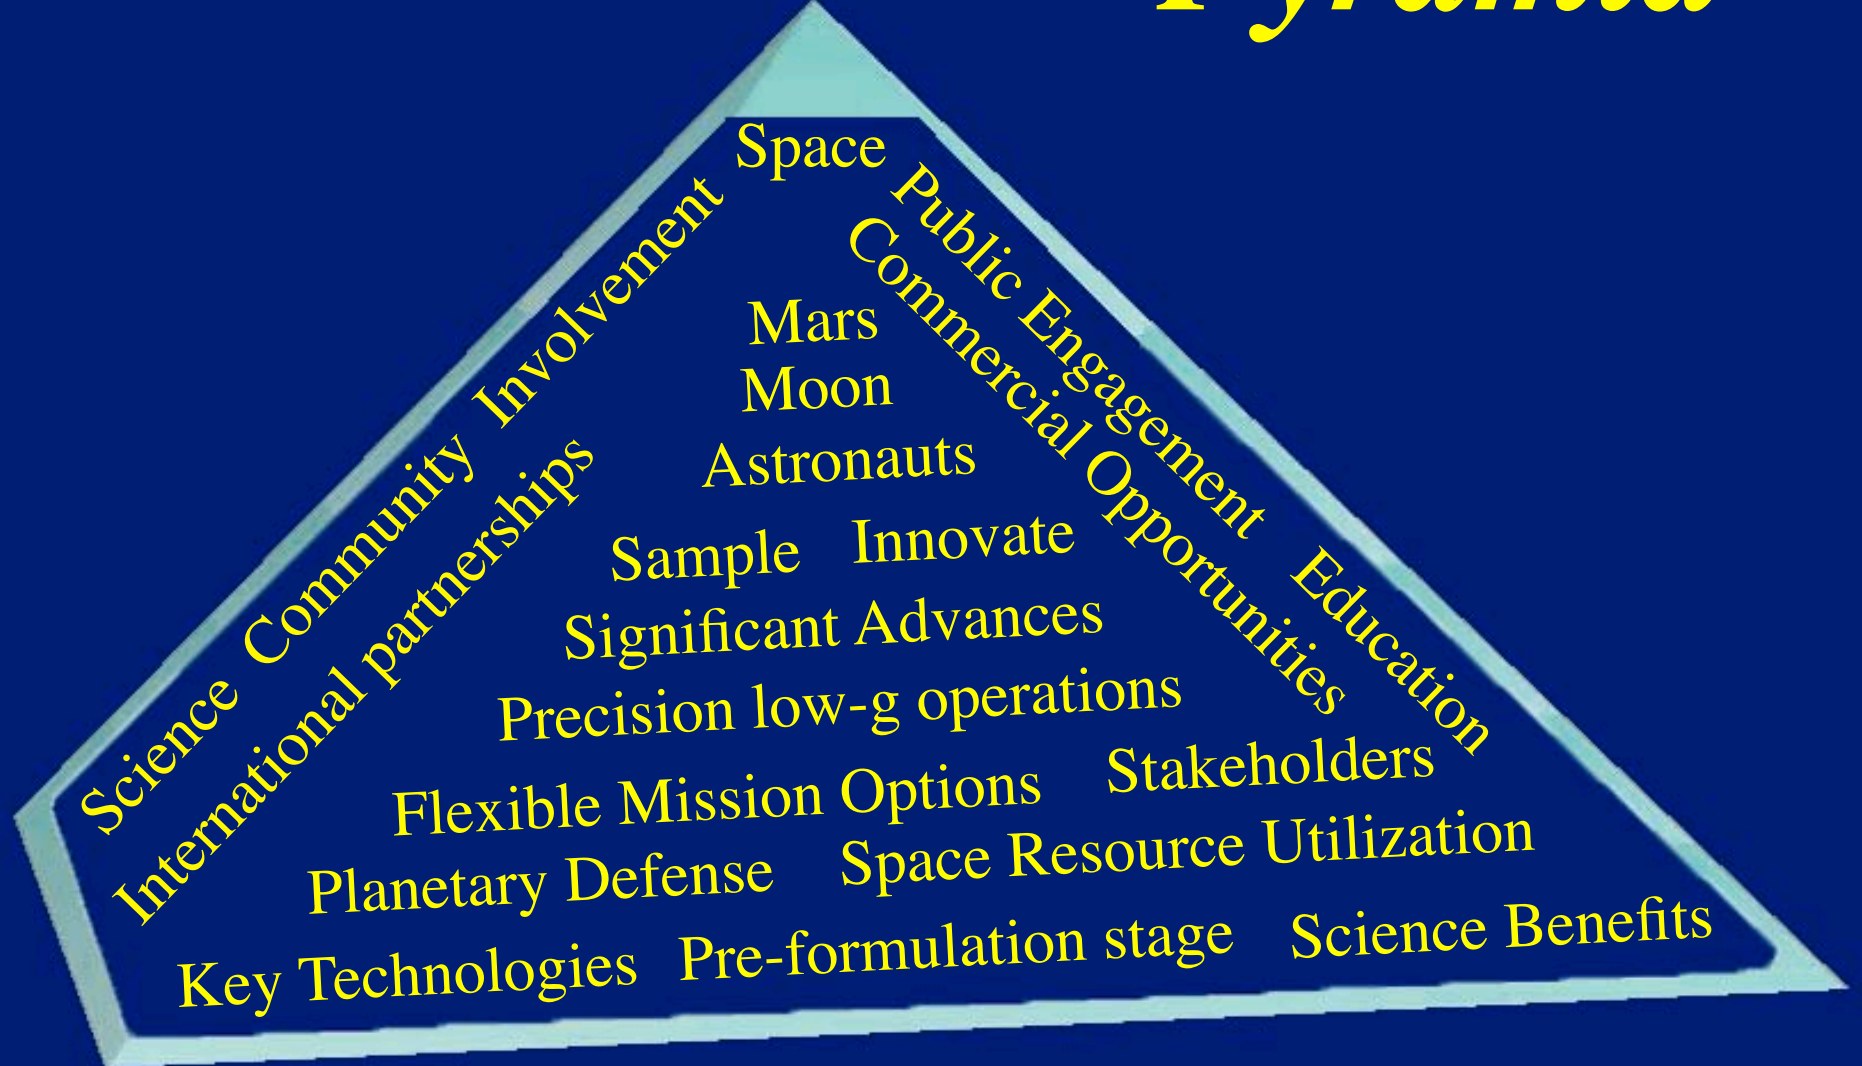 Pyramid
Space
Science Community Involvement
International partnerships
Public Engagement Education
Commercial Opportunities
Mars
Moon
Astronauts
Sample Innovate
Significant Advances
Precision low-g operations
Flexible Mission Options Stakeholders
Planetary Defense Space Resource Utilization
Key Technologies Pre-formulation stage Science Benefits